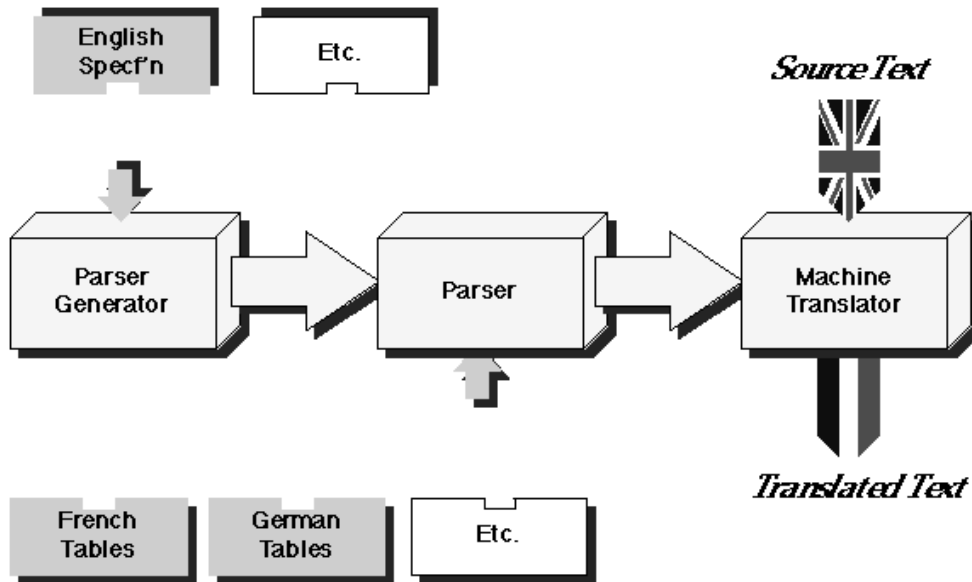 English
Specf'n
Etc.
Source Text
Parser
Generator
Parser
Machine
Translator
Translated Text
French
Tables
German
Tables
Etc.